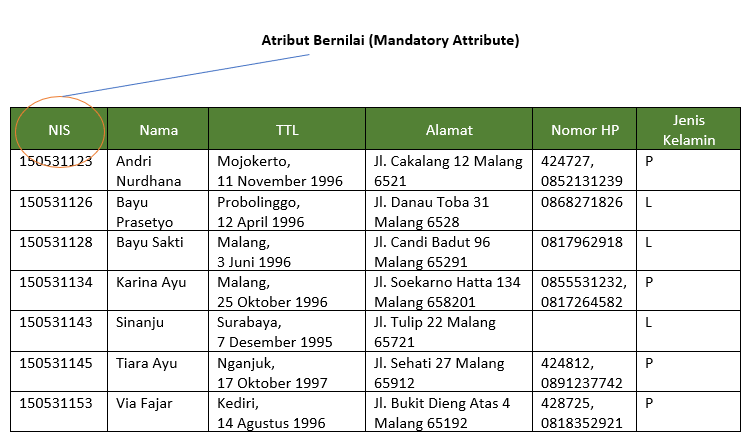 Atribut Bernilai (Mandatory Attribute)
NIS Nama TTL Alamat Nomor HP Jenis Kelamin
150531123 Andri Nurdhana Mojokerto, 11 November 1996 Jl. Cakalang 12 Malang 6521 424727, 0852131239 P
150531126 Bayu Prasetyo Probolinggo, 12 April 1996 Jl. Danau Toba 31 Malang 6528 0868271826 L
150531128 Bayu Sakti Malang, 3 Juni 1996 Jl. Candi Badut 96 Malang 65291 0817962918 L
150531134 Karina Ayu Malang, 25 Oktober 1996 Jl. Soekarno Hatta 134 Malang 658201 0855531232, 0817264582 P
150531143 Sinanju Surabaya, 7 Desember 1995 Jl. Tulip 22 Malang 65721 L
150531145 Tiara Ayu Nganjuk, 17 Oktober 1997 Jl. Sehati 27 Malang 65912 424812, 0891237742 P
150531153 Via Fajar Kediri, 14 Agustus 1996 Jl. Bukit Dieng Atas 4 Malang 65192 428725, 0818352921 P